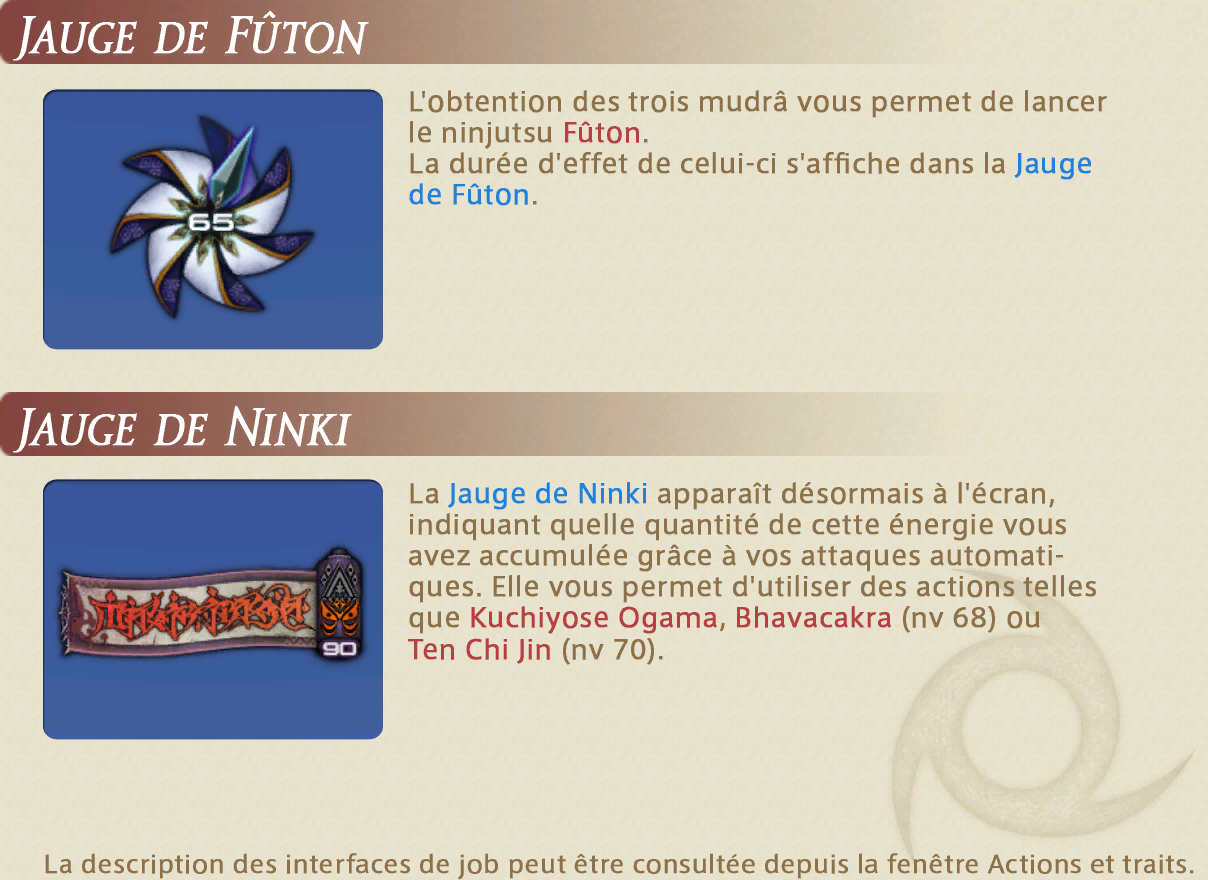 Jauge de Fûton
65
L'obtention des trois mudrâ vous permet de lancer
le ninjutsu Fûton.
La durée d'effet de celui-ci s'affiche dans la Jauge
de Fûton.
Jauge de Ninki
90
La Jauge de Ninki apparaît désormais à l'écran,
indiquant quelle quantité de cette énergie vous
avez accumulée grâce à vos attaques automati-
ques. Elle vous permet d'utiliser des actions telles
que Kuchiyose Ogama, Bhavacakra (nv 68) ou
Ten Chi Jin (nv 70).
La description des interfaces de job peut être consultée depuis la fenêtre Actions et traits.